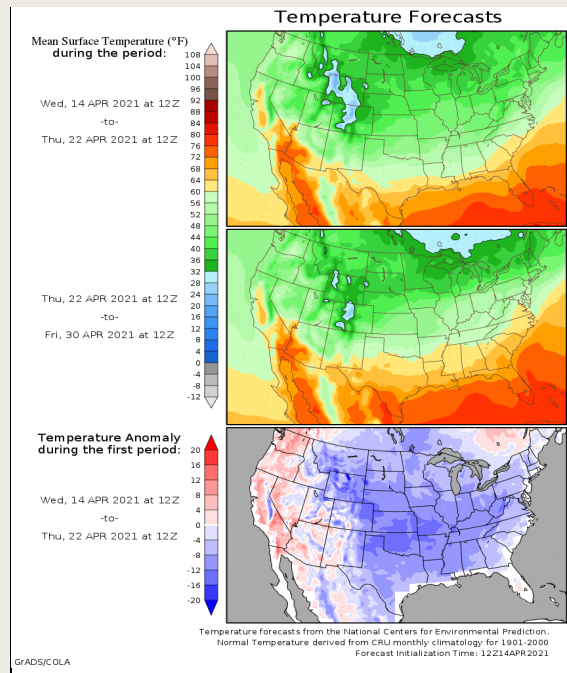 Temperature Forecasts
Mean Surface Temperature (°F)
during the period:
108
104
100
96
92
88
84
80
76
72
68
64
60
56
52
48
44
40
36
32
28
24
20
16
12
8
4
0
-4
-8
-12
Wed, 14 APR 2021 at 12Z
-to-
Thu, 22 APR 2021 at 12Z
Thu, 22 APR 2021 at 12Z
-to-
Fri, 30 APR 2021 at 12Z
Temperature Anomaly
during the first period:
20
16
12
8
4
0
-4
-8
-12
-16
-20
Wed, 14 APR 2021 at 12Z
-to-
Thu, 22 APR 2021 at 12Z
Temperature forecasts from the National Centers for Environmental Prediction.
Normal Temperature derived from CRU monthly climatology for 1901-2000
Forecast Initialization Time: 12Z14APR2021
GrADS/COLA